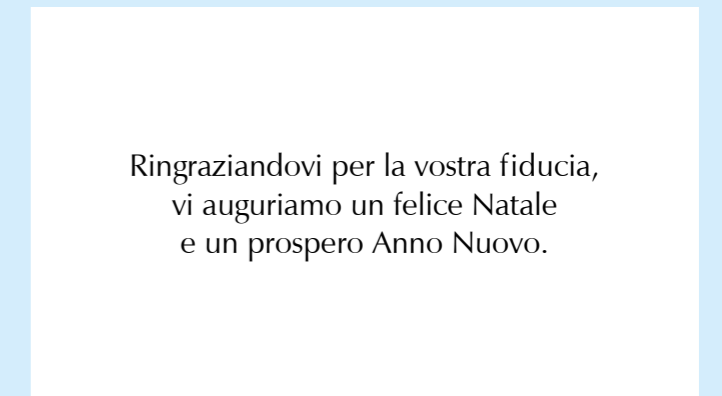 Ringraziandovi per la vostra fiducia,
vi auguriamo un felice Natale
e un prospero Anno Nuovo.